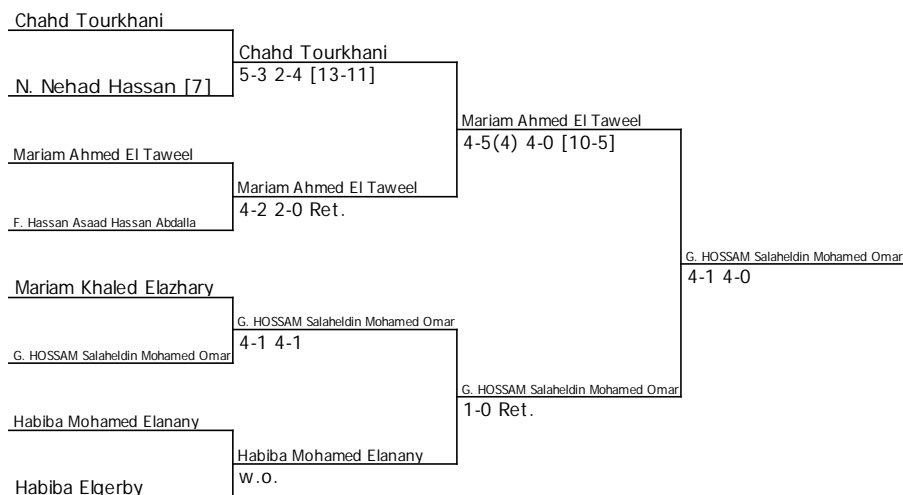 Chahd Tourkhani
Chahd Tourkhani
5-3 2-4 [13-11]
N. Nehad Hassan [7]
Mariam Ahmed El Taweel
4-5(4) 4-0 [10-5]
Mariam Ahmed El Taweel
Mariam Ahmed El Taweel
4-2 2-0 Ret.
F. Hassan Asaad Hassan Abdalla
G. HOSSAM Salaheldin Mohamed Omar
4-1 4-0
Mariam Khaled Elazhary
G. HOSSAM Salaheldin Mohamed Omar
4-1 4-1
G. HOSSAM Salaheldin Mohamed Omar
G. HOSSAM Salaheldin Mohamed Omar
1-0 Ret.
Habiba Mohamed Elanany
Habiba Mohamed Elanany
w.o.
Habiba Elgerby